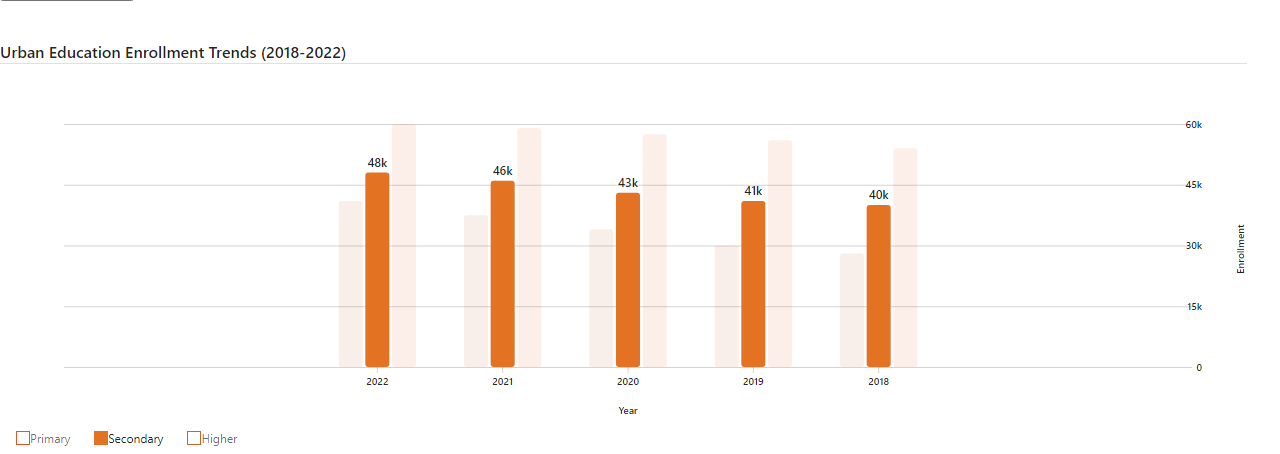 Urban Education Enrollment Trends (2018-2022)
60k
48k
46k
43k
41k
40k
45k
30k
Enrollment
15k
0
2022 2021 2020 2019 2018
Year
Primary Secondary Higher